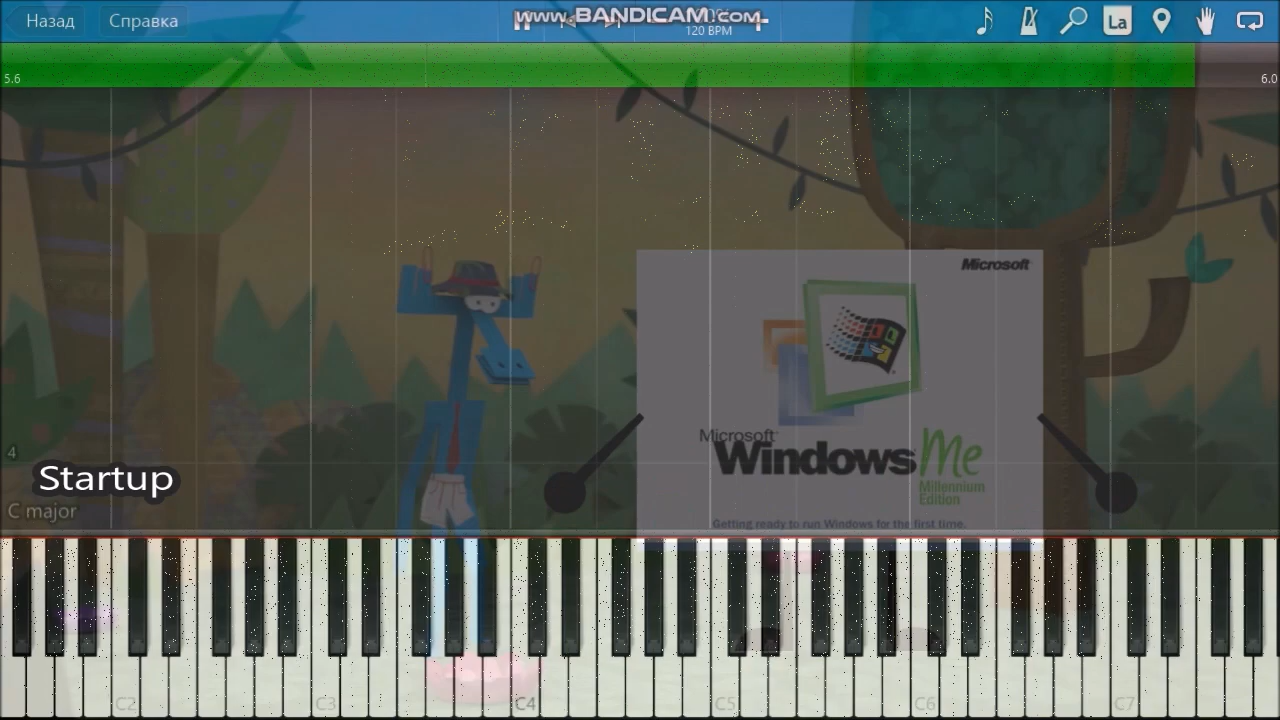 Назад
Справка
www.BANDICAM.com
120 BPM
La
5.6
6.0
Microsoft
Microsoft
Windows Me
Millennium
Edition
Getting ready to run Windows for the first time.
4
Startup
C major
C2
C3
C4
C5
C6
C7